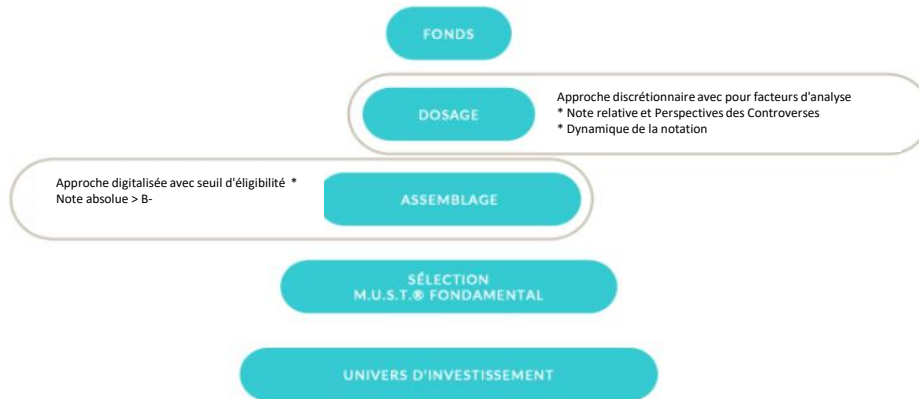 FONDS
DOSAGE
Approche discrétionnaire avec pour facteurs d'analyse
* Note relative et Perspectives des Controverses
* Dynamique de la notation
Approche digitalisée avec seuil d'éligibilité *
Note absolue > B-
ASSEMBLAGE
SÉLECTION
M.U.S.T.® FONDAMENTAL
UNIVERS D'INVESTISSEMENT